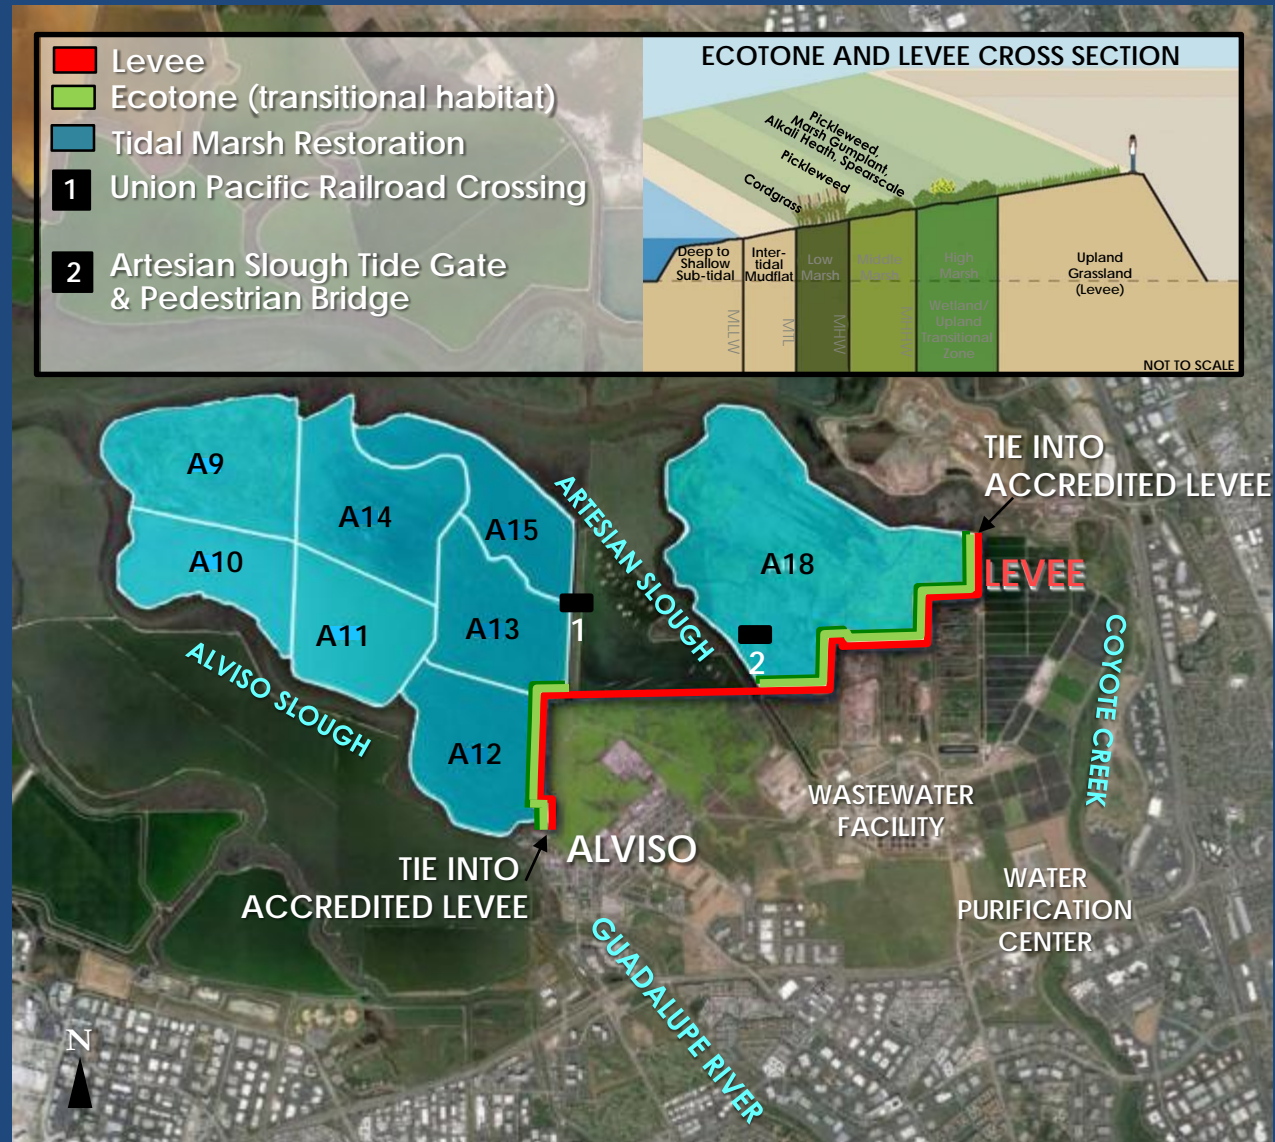 Levee
Ecotone (transitional habitat)
Tidal Marsh Restoration
1 Union Pacific Railroad Crossing
2 Artesian Slough Tide Gate
& Pedestrian Bridge
ECOTONE AND LEVEE CROSS SECTION
Pickleweed,
Marsh Gumplant,
Alkali Heath, Spearscale
Pickleweed
Cordgrass
Deep to
Shallow
Sub-tidal
Inter-
tidal
Mudflat
Low
Marsh
Middle
Marsh
High
Marsh
Upland
Grassland
(Levee)
Wetland/
Upland
Transitional
Zone
MLLW
MTL
MHW
MHHW
NOT TO SCALE
A9
A14
A15
A10
A11
A13
A12
A18
ARTESIAN SLOUGH
TIE INTO
ACCREDITED LEVEE
LEVEE
1
2
ALVISO SLOUGH
COYOTE CREEK
WASTEWATER
FACILITY
ALVISO
TIE INTO
ACCREDITED LEVEE
WATER
PURIFICATION
CENTER
GUADALUPE RIVER
N